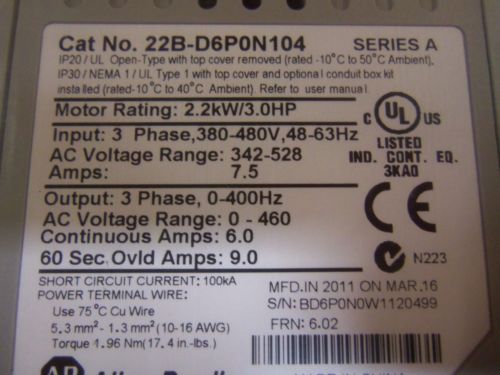 Cat No. 22B-D6P0N104 SERIES A
IP20 / UL Open-Type with top cover removed (rated -10°C to 50°C Ambient),
IP30 / NEMA 1 / UL Type 1 with top cover and optional conduit box kit
installed (rated-10°C to 40°C Ambient). Refer to user manual
Motor Rating: 2.2kW/3.0HP
Input: 3 Phase,380-480V,48-63Hz
AC Voltage Range: 342-528
Amps: 7.5
C UL US
LISTED
IND. CONT. EQ.
3KA0
Output: 3 Phase, 0-400Hz
AC Voltage Range: 0 - 460
Continuous Amps: 6.0
60 Sec Ovld Amps: 9.0
CE
N223
SHORT CIRCUIT CURRENT: 100kA
POWER TERMINAL WIRE:
Use 75°C Cu Wire
5.3 mm² - 1.3 mm² (10-16 AWG)
Torque 1.96 Nm(17.4 in.-lbs.)
MFD.IN 2011 ON MAR.16
S/N: BD6P0N0W1120499
FRN: 6.02
AB